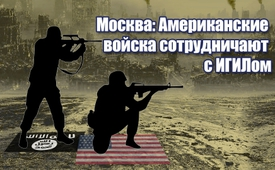 Москва: Американские
войска сотрудничают
с ИГИЛом